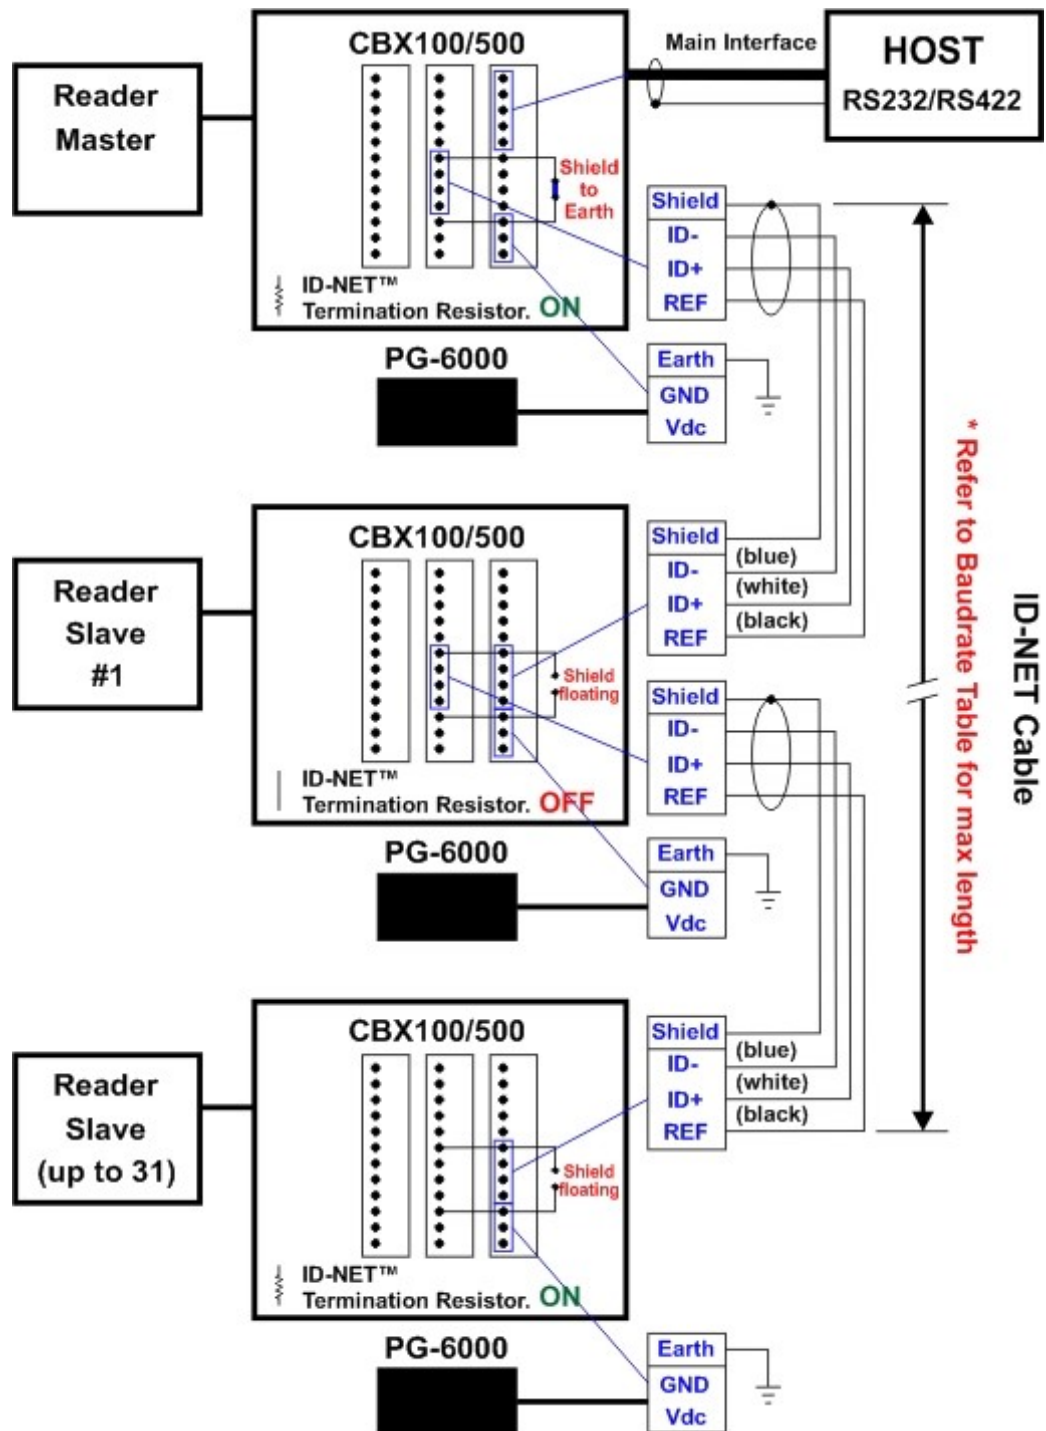 CBX100/500
Main Interface
HOST
RS232/RS422
Reader
Master
Shield
to
Earth
ID-NET™
Termination Resistor. ON
Shield
ID-
ID+
REF
PG-6000
Earth
GND
Vdc
CBX100/500
Reader
Slave
#1
Shield
floating
ID-NET™
Termination Resistor. OFF
Shield
ID-
ID+
REF
(blue)
(white)
(black)
Shield
ID-
ID+
REF
PG-6000
Earth
GND
Vdc
* Refer to Baudrate Table for max length
ID-NET Cable
CBX100/500
Reader
Slave
(up to 31)
Shield
floating
ID-NET™
Termination Resistor. ON
Shield
ID-
ID+
REF
(blue)
(white)
(black)
PG-6000
Earth
GND
Vdc